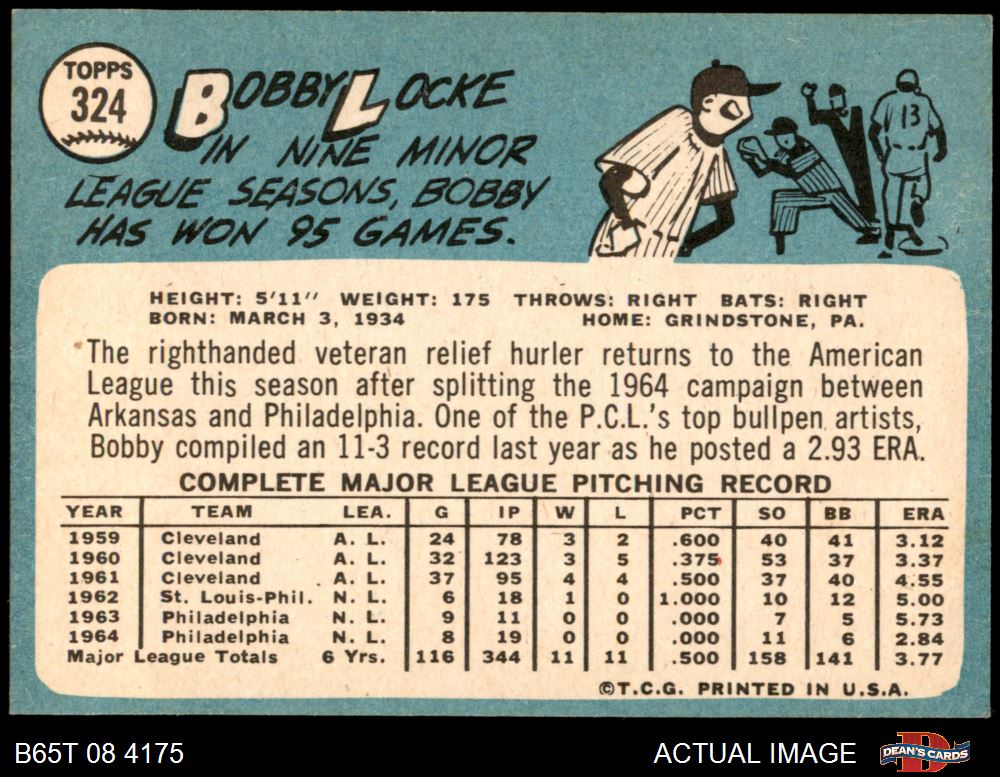 TOPPS
324
BOBBY LOCKE
IN NINE MINOR
LEAGUE SEASONS, BOBBY
HAS WON 95 GAMES.
13
HEIGHT: 5'11" WEIGHT: 175 THROWS: RIGHT BATS: RIGHT
BORN: MARCH 3, 1934 HOME: GRINDSTONE, PA.
The righthanded veteran relief hurler returns to the American
League this season after splitting the 1964 campaign between
Arkansas and Philadelphia. One of the P.C.L.'s top bullpen artists,
Bobby compiled an 11-3 record last year as he posted a 2.93 ERA.
COMPLETE MAJOR LEAGUE PITCHING RECORD
YEAR TEAM LEA. G IP W L PCT SO BB ERA
1959 Cleveland A. L. 24 78 3 2 .600 40 41 3.12
1960 Cleveland A. L. 32 123 3 5 .375 53 37 3.37
1961 Cleveland A. L. 37 95 4 4 .500 37 40 4.55
1962 St. Louis-Phil. N. L. 6 18 1 0 1.000 10 12 5.00
1963 Philadelphia N. L. 9 11 0 0 .000 7 5 5.73
1964 Philadelphia N. L. 8 19 0 0 .000 11 6 2.84
Major League Totals 6 Yrs. 116 344 11 11 .500 158 141 3.77
©T.C.G. PRINTED IN U.S.A.
B65T 08 4175 ACTUAL IMAGE DEAN'S CARDS